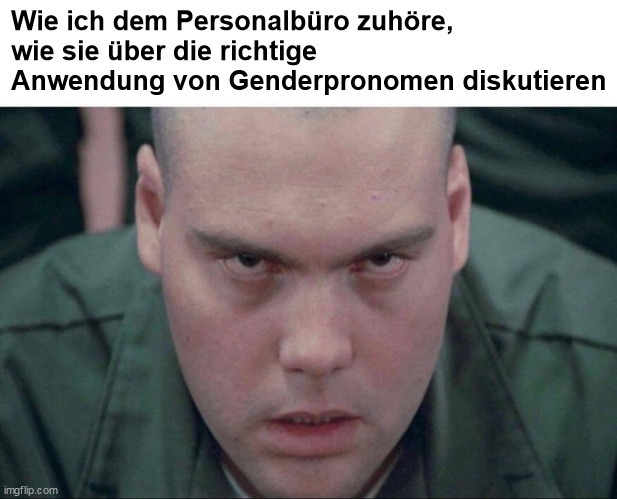 Wie ich dem Personalbüro zuhöre,
wie sie über die richtige
Anwendung von Genderpronomen diskutieren
imgflip.com